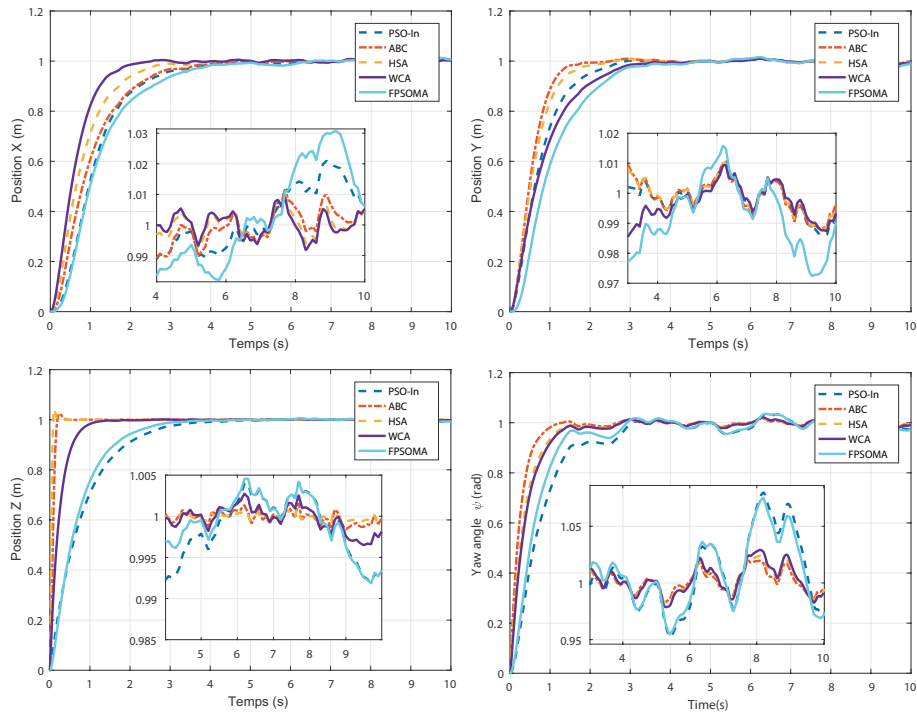 1.2
1
0.8
0.6
0.4
0.2
0
Position X (m)
PSO-In
ABC
HSA
WCA
FPSOMA
1.03
1.02
1.01
1
0.99
4 6 8 10
0 1 2 3 4 5 6 7 8 9 10
Temps (s)
1.2
1
0.8
0.6
0.4
0.2
0
Position Y (m)
PSO-In
ABC
HSA
WCA
FPSOMA
1.01
1
0.99
0.98
0.97
4 6 8 10
0 1 2 3 4 5 6 7 8 9 10
Temps (s)
1.2
1
0.8
0.6
0.4
0.2
0
Position Z (m)
PSO-In
ABC
HSA
WCA
FPSOMA
1.005
1
0.995
0.99
0.985
5 6 7 8 9
0 1 2 3 4 5 6 7 8 9 10
Temps (s)
1.2
1
0.8
0.6
0.4
0.2
0
Yaw angle ψ (rad)
PSO-In
ABC
HSA
WCA
FPSOMA
1.05
1
0.95
4 6 8 10
0 1 2 3 4 5 6 7 8 9 10
Time(s)